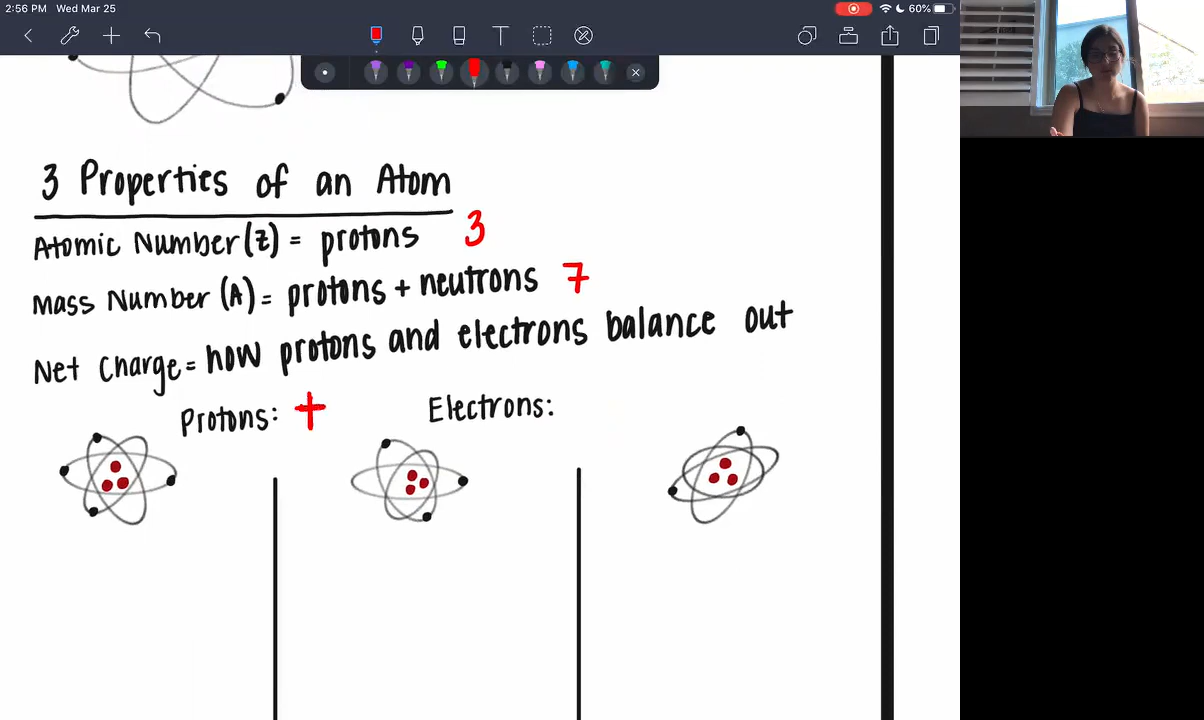 2:56 PM Wed Mar 25
60%
3 Properties of an Atom
Atomic Number (Z) = protons 3
Mass Number (A) = protons + neutrons 7
Net Charge = how protons and electrons balance out
Protons: + Electrons: